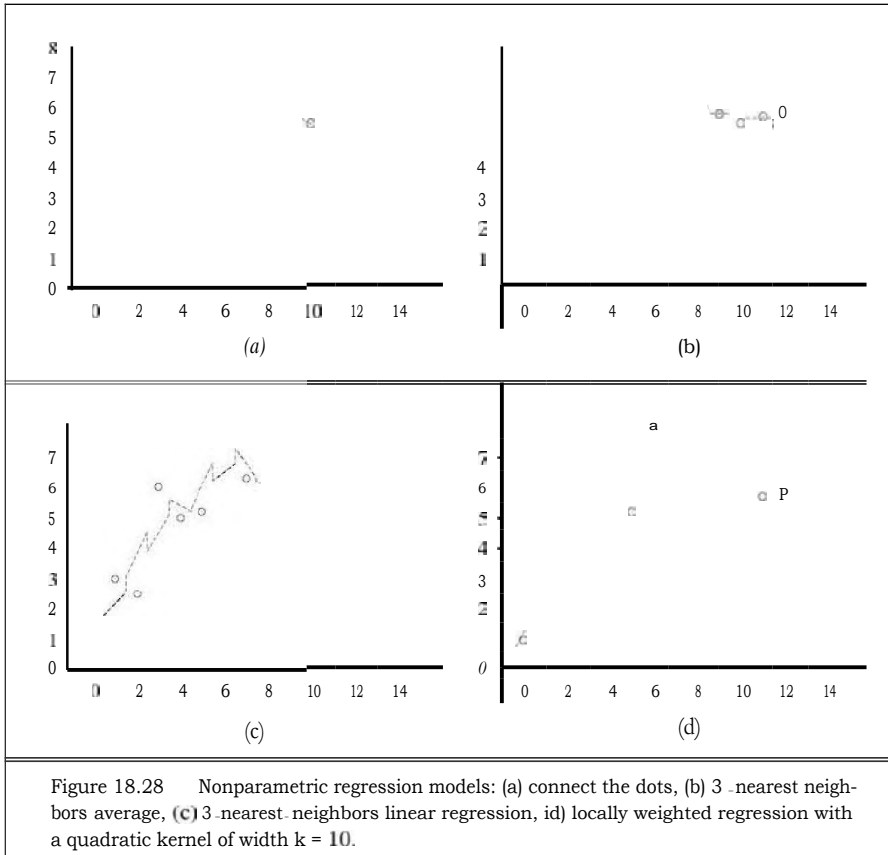 8
7
6
5
4
3
2
1
0
0 2 4 6 8 10 12 14
(a)
0
4
3
2
1
0 2 4 6 8 10 12 14
(b)
7
6
5
4
3
2
1
0
0 2 4 6 8 10 12 14
(c)
a
7
6 P
5
4
3
2
0
0 2 4 6 8 10 12 14
(d)
Figure 18.28 Nonparametric regression models: (a) connect the dots, (b) 3 -nearest neigh-
bors average, (c) 3-nearest-neighbors linear regression, id) locally weighted regression with
a quadratic kernel of width k = 10.